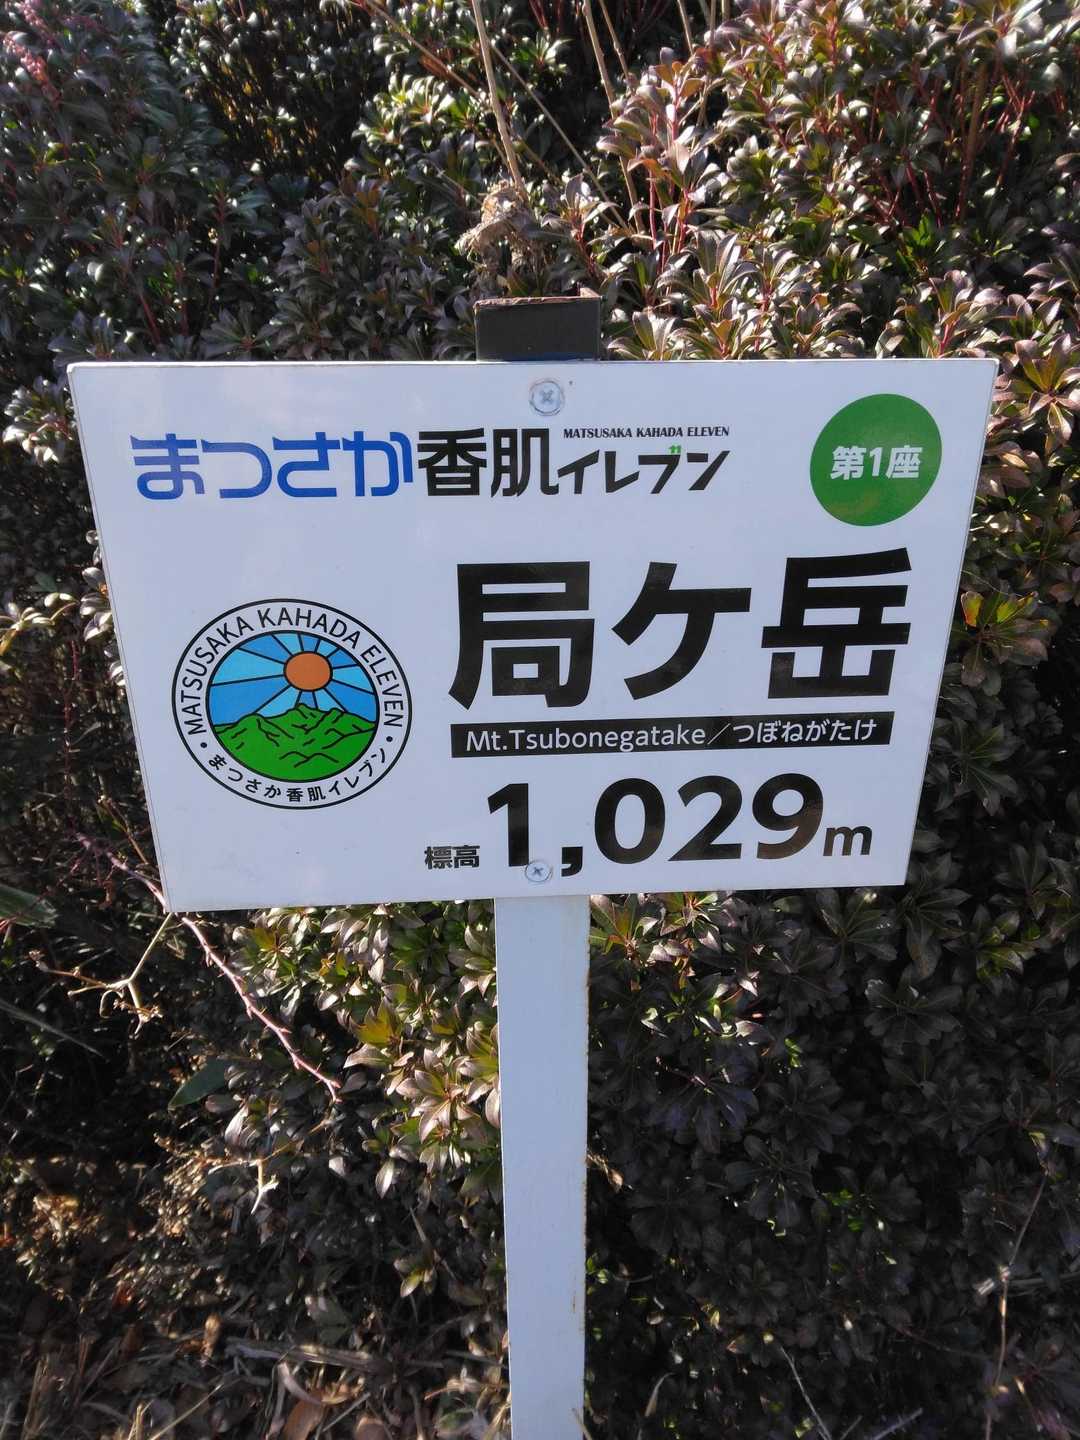 MATSUSAKA KAHADA ELEVEN
まつさか香肌イレブン
第1座
局ケ岳
Mt.Tsubonegatake／つぼねがたけ
標高 1,029m
MATSUSAKA KAHADA ELEVEN
・まつさか香肌イレブン・